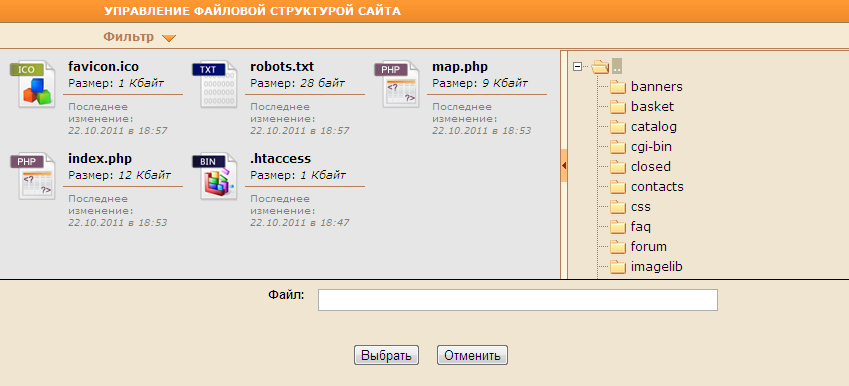 УПРАВЛЕНИЕ ФАЙЛОВОЙ СТРУКТУРОЙ САЙТА
Фильтр
ICO
favicon.ico
Размер: 1 Кбайт
Последнее
изменение:
22.10.2011 в 18:57
TXT
robots.txt
Размер: 28 байт
Последнее
изменение:
22.10.2011 в 18:57
PHP
<?
?>
map.php
Размер: 9 Кбайт
Последнее
изменение:
22.10.2011 в 18:53
PHP
<?
?>
index.php
Размер: 12 Кбайт
Последнее
изменение:
22.10.2011 в 18:53
BIN
.htaccess
Размер: 1 Кбайт
Последнее
изменение:
22.10.2011 в 18:47
..
banners
basket
catalog
cgi-bin
closed
contacts
css
faq
forum
imagelib
Файл:
Выбрать
Отменить